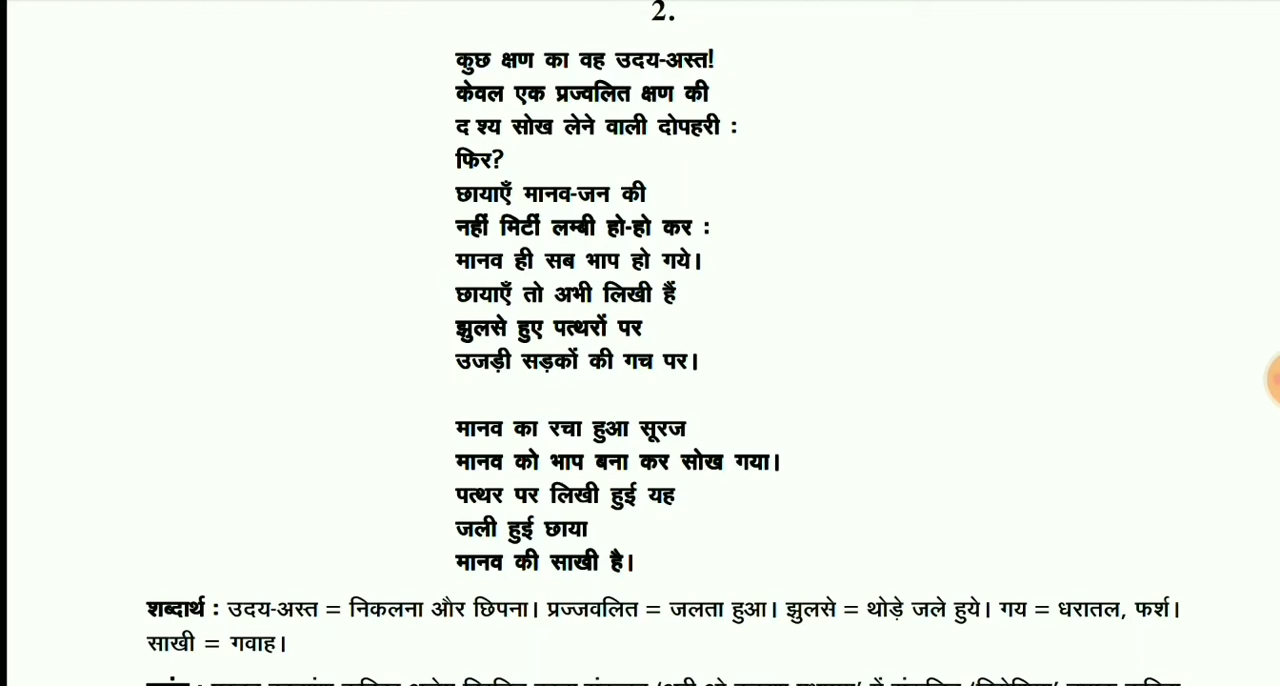 2.
कुछ क्षण का वह उदय-अस्त!
केवल एक प्रज्वलित क्षण की
द श्य सोख लेने वाली दोपहरी :
फिर?
छायाएँ मानव-जन की
नहीं मिटीं लम्बी हो-हो कर :
मानव ही सब भाप हो गये।
छायाएँ तो अभी लिखी हैं
झुलसे हुए पत्थरों पर
उजड़ी सड़कों की गच पर।
मानव का रचा हुआ सूरज
मानव को भाप बना कर सोख गया।
पत्थर पर लिखी हुई यह
जली हुई छाया
मानव की साखी है।
शब्दार्थ : उदय-अस्त = निकलना और छिपना। प्रज्जवलित = जलता हुआ। झुलसे = थोड़े जले हुये। गय = धरातल, फर्श।
साखी = गवाह।